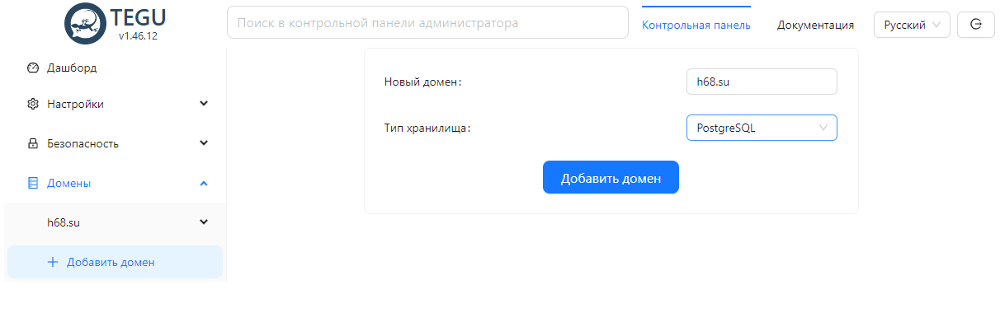 TEGU
v1.46.12
Поиск в контрольной панели администратора
Контрольная панель
Документация
Русский
Дашборд
Настройки
Безопасность
Домены
h68.su
Добавить домен
Новый домен:
h68.su
Тип хранилища:
PostgreSQL
Добавить домен